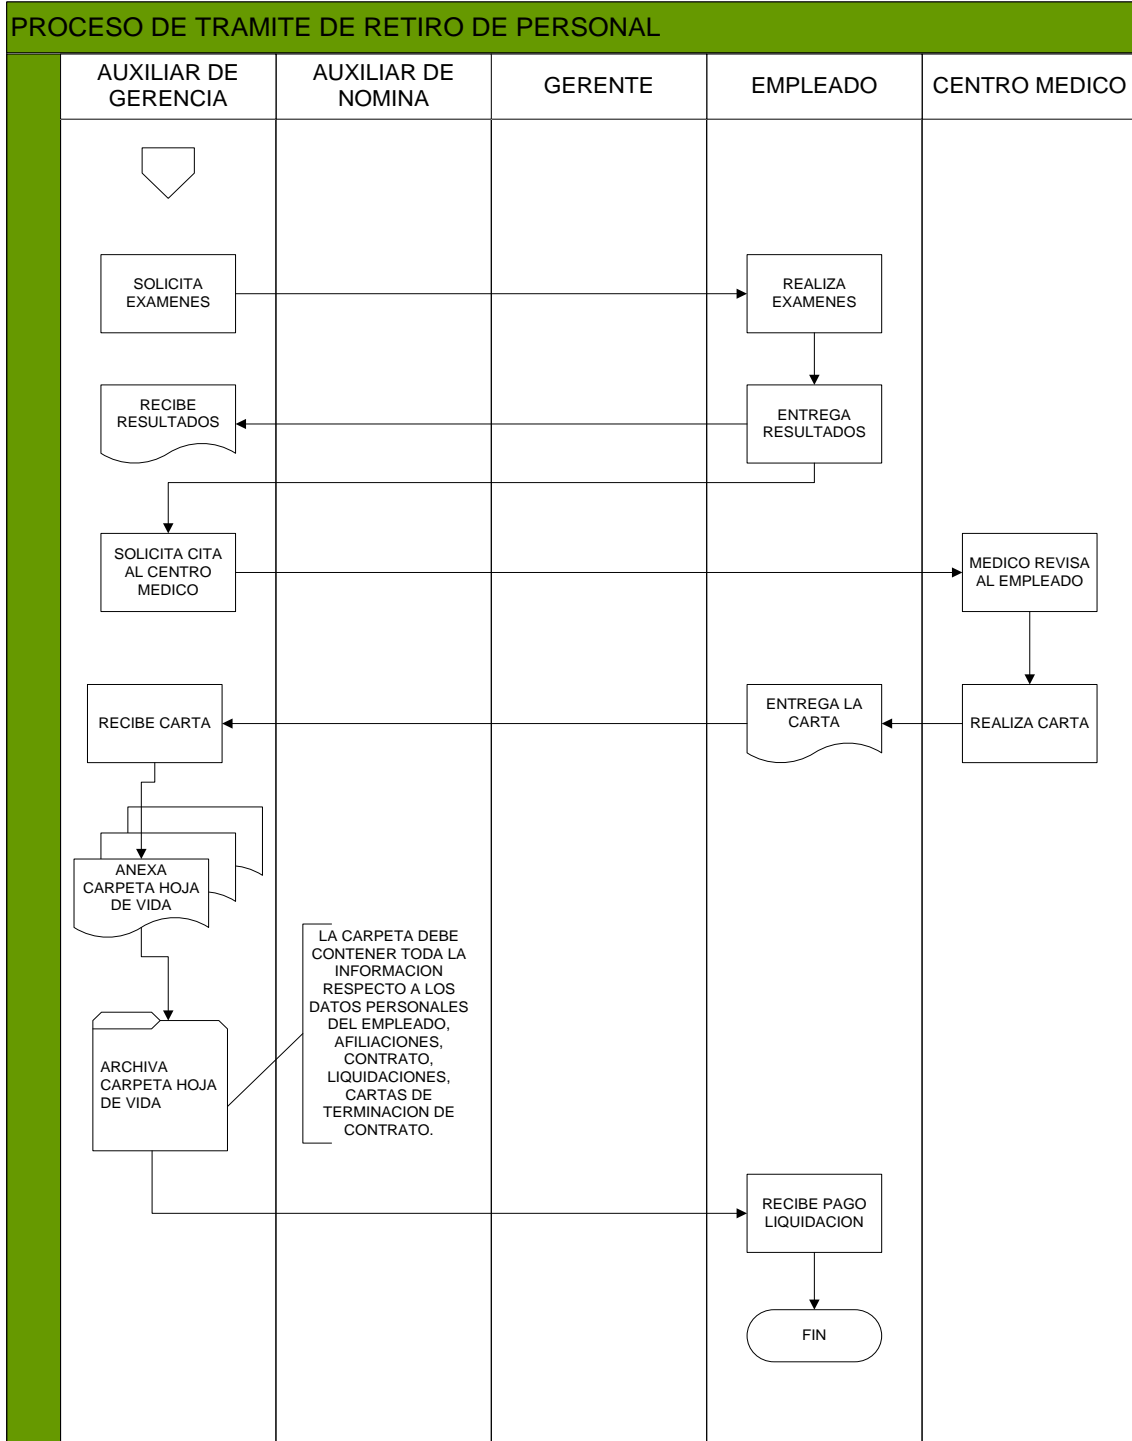 PROCESO DE TRAMITE DE RETIRO DE PERSONAL
AUXILIAR DE
GERENCIA
AUXILIAR DE
NOMINA
GERENTE
EMPLEADO
CENTRO MEDICO
SOLICITA
EXAMENES
REALIZA
EXAMENES
RECIBE
RESULTADOS
ENTREGA
RESULTADOS
SOLICITA CITA
AL CENTRO
MEDICO
MEDICO REVISA
AL EMPLEADO
RECIBE CARTA
ENTREGA LA
CARTA
REALIZA CARTA
ANEXA
CARPETA HOJA
DE VIDA
LA CARPETA DEBE
CONTENER TODA LA
INFORMACION
RESPECTO A LOS
DATOS PERSONALES
DEL EMPLEADO,
AFILIACIONES,
CONTRATO,
LIQUIDACIONES,
CARTAS DE
TERMINACION DE
CONTRATO.
ARCHIVA
CARPETA HOJA
DE VIDA
RECIBE PAGO
LIQUIDACION
FIN